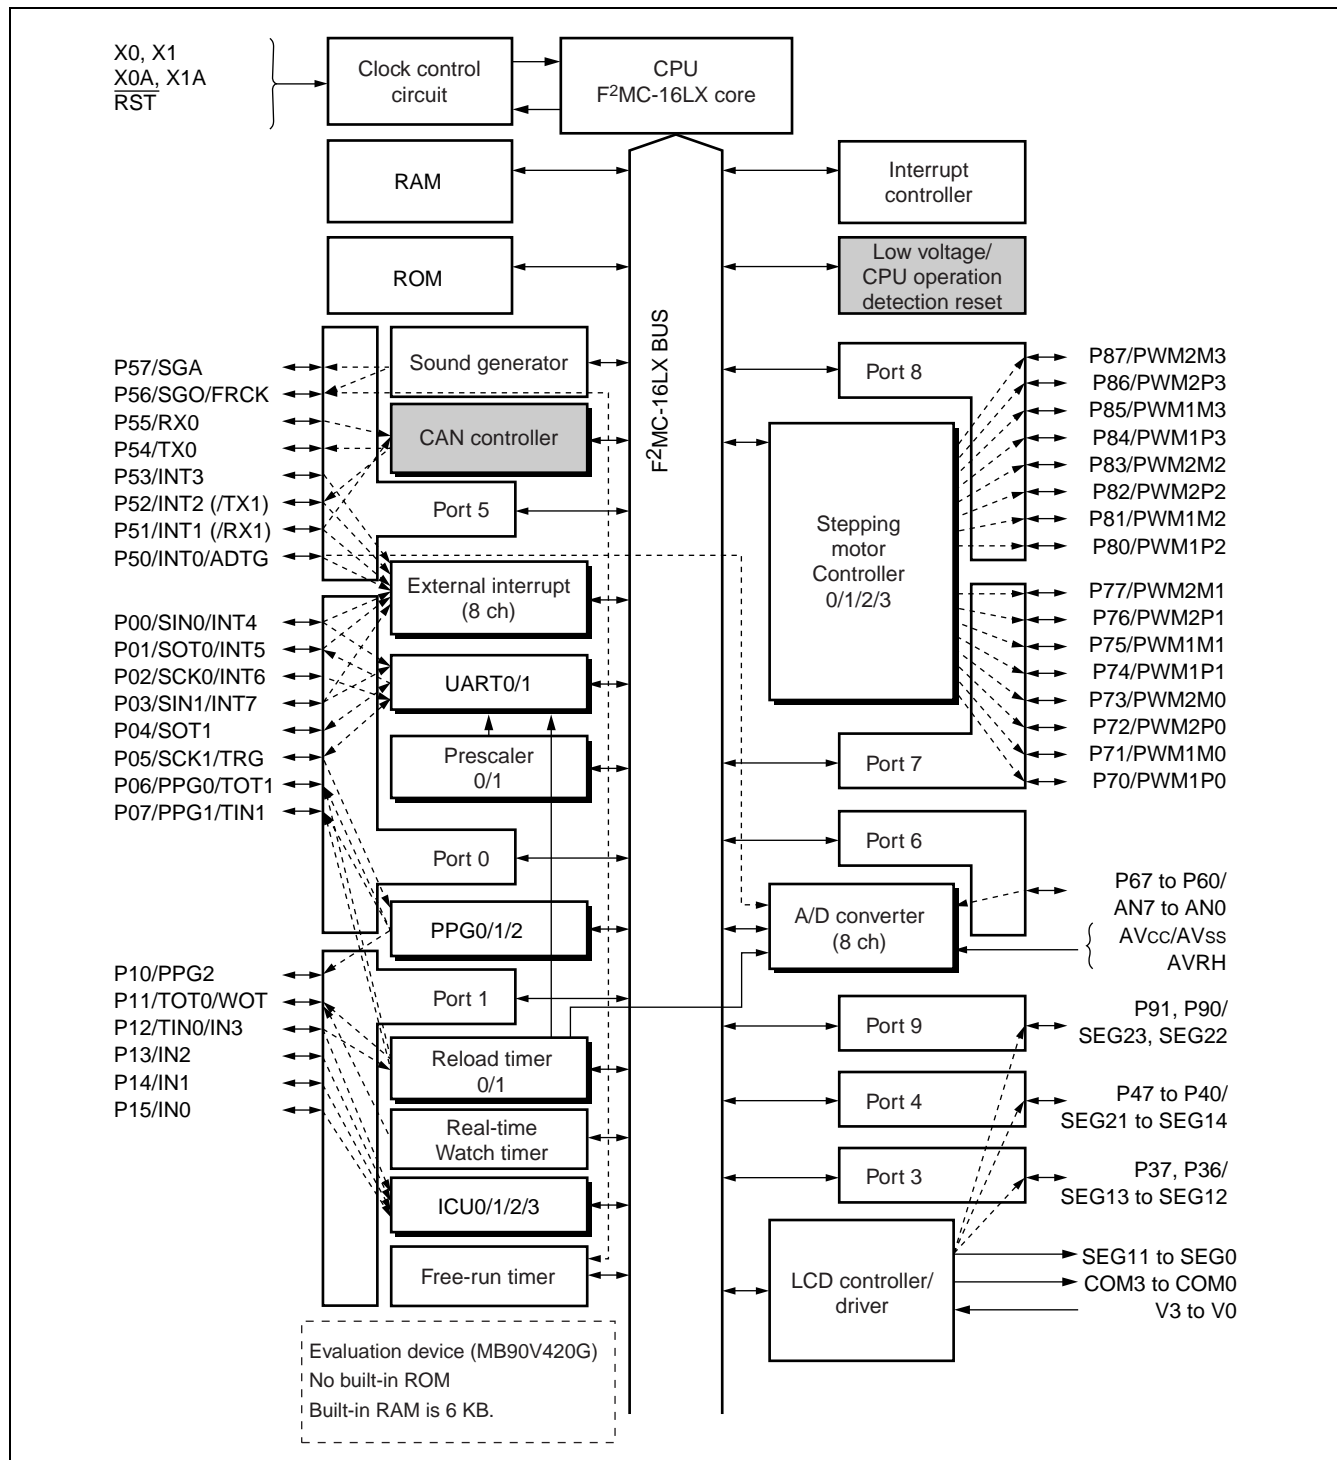 X0, X1
X0A, X1A
RST
Clock control
circuit
CPU
F²MC-16LX core
RAM
Interrupt
controller
ROM
Low voltage/
CPU operation
detection reset
F²MC-16LX BUS
Sound generator
CAN controller
Port 5
P57/SGA
P56/SGO/FRCK
P55/RX0
P54/TX0
P53/INT3
P52/INT2 (/TX1)
P51/INT1 (/RX1)
P50/INT0/ADTG
External interrupt
(8 ch)
P00/SIN0/INT4
P01/SOT0/INT5
P02/SCK0/INT6
P03/SIN1/INT7
P04/SOT1
P05/SCK1/TRG
P06/PPG0/TOT1
P07/PPG1/TIN1
UART0/1
Prescaler
0/1
Port 0
PPG0/1/2
P10/PPG2
P11/TOT0/WOT
P12/TIN0/IN3
P13/IN2
P14/IN1
P15/IN0
Port 1
Reload timer
0/1
Real-time
Watch timer
ICU0/1/2/3
Free-run timer
Evaluation device (MB90V420G)
No built-in ROM
Built-in RAM is 6 KB.
Port 8
P87/PWM2M3
P86/PWM2P3
P85/PWM1M3
P84/PWM1P3
P83/PWM2M2
P82/PWM2P2
P81/PWM1M2
P80/PWM1P2
Stepping
motor
Controller
0/1/2/3
P77/PWM2M1
P76/PWM2P1
P75/PWM1M1
P74/PWM1P1
P73/PWM2M0
P72/PWM2P0
P71/PWM1M0
P70/PWM1P0
Port 7
Port 6
A/D converter
(8 ch)
P67 to P60/
AN7 to AN0
AVCC/AVSS
AVRH
Port 9
P91, P90/
SEG23, SEG22
Port 4
P47 to P40/
SEG21 to SEG14
Port 3
P37, P36/
SEG13 to SEG12
LCD controller/
driver
SEG11 to SEG0
COM3 to COM0
V3 to V0